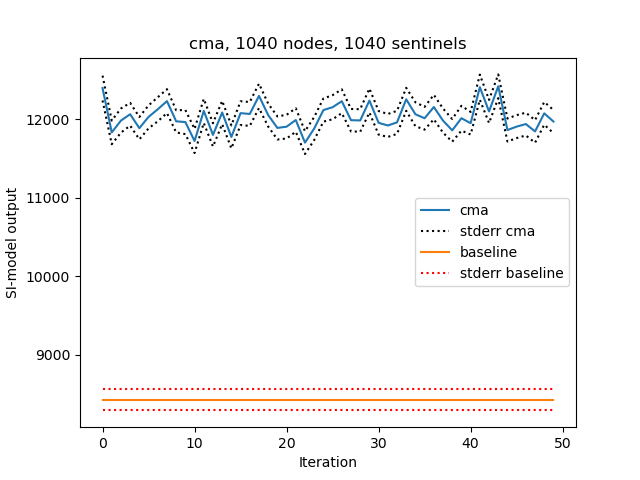 cma, 1040 nodes, 1040 sentinels
12000
11000
10000
9000
SI-model output
cma
stderr cma
baseline
stderr baseline
0 10 20 30 40 50
Iteration